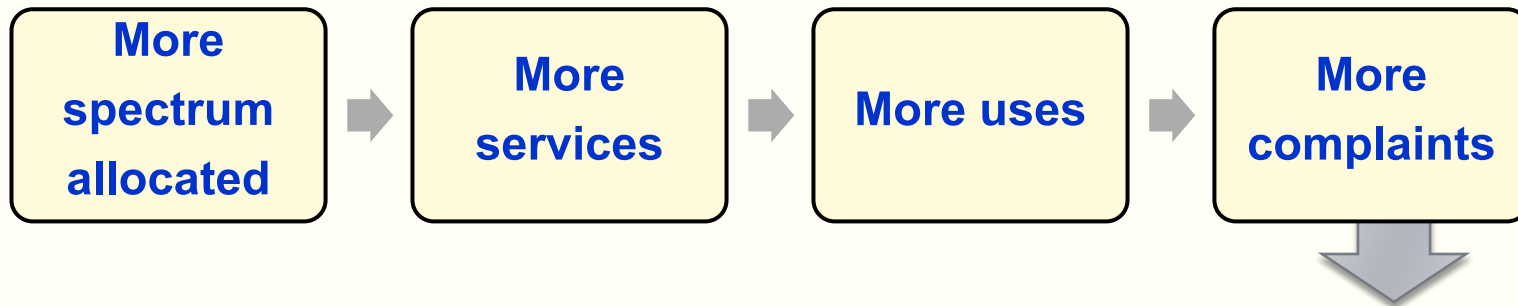 More
spectrum
allocated
More
services
More uses
More
complaints